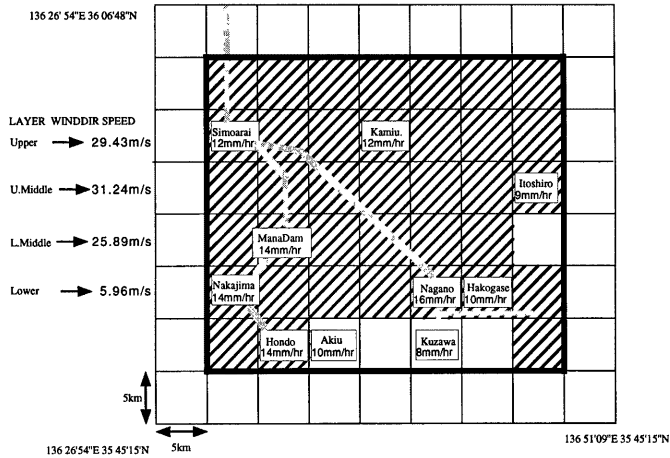 136 26' 54"E 36 06'48"N
LAYER WINDDIR SPEED
Upper 29.43m/s
U.Middle 31.24m/s
L.Middle 25.89m/s
Lower 5.96m/s
Simoarai
12mm/hr
Kamiu.
12mm/hr
Itoshiro
9mm/hr
ManaDam
14mm/hr
Nakajima
14mm/hr
Nagano
16mm/hr
Hakogase
10mm/hr
Hondo
14mm/hr
Akiu
10mm/hr
Kuzawa
8mm/hr
5km
5km
136 26'54"E 35 45'15"N
136 51'09"E 35 45'15"N